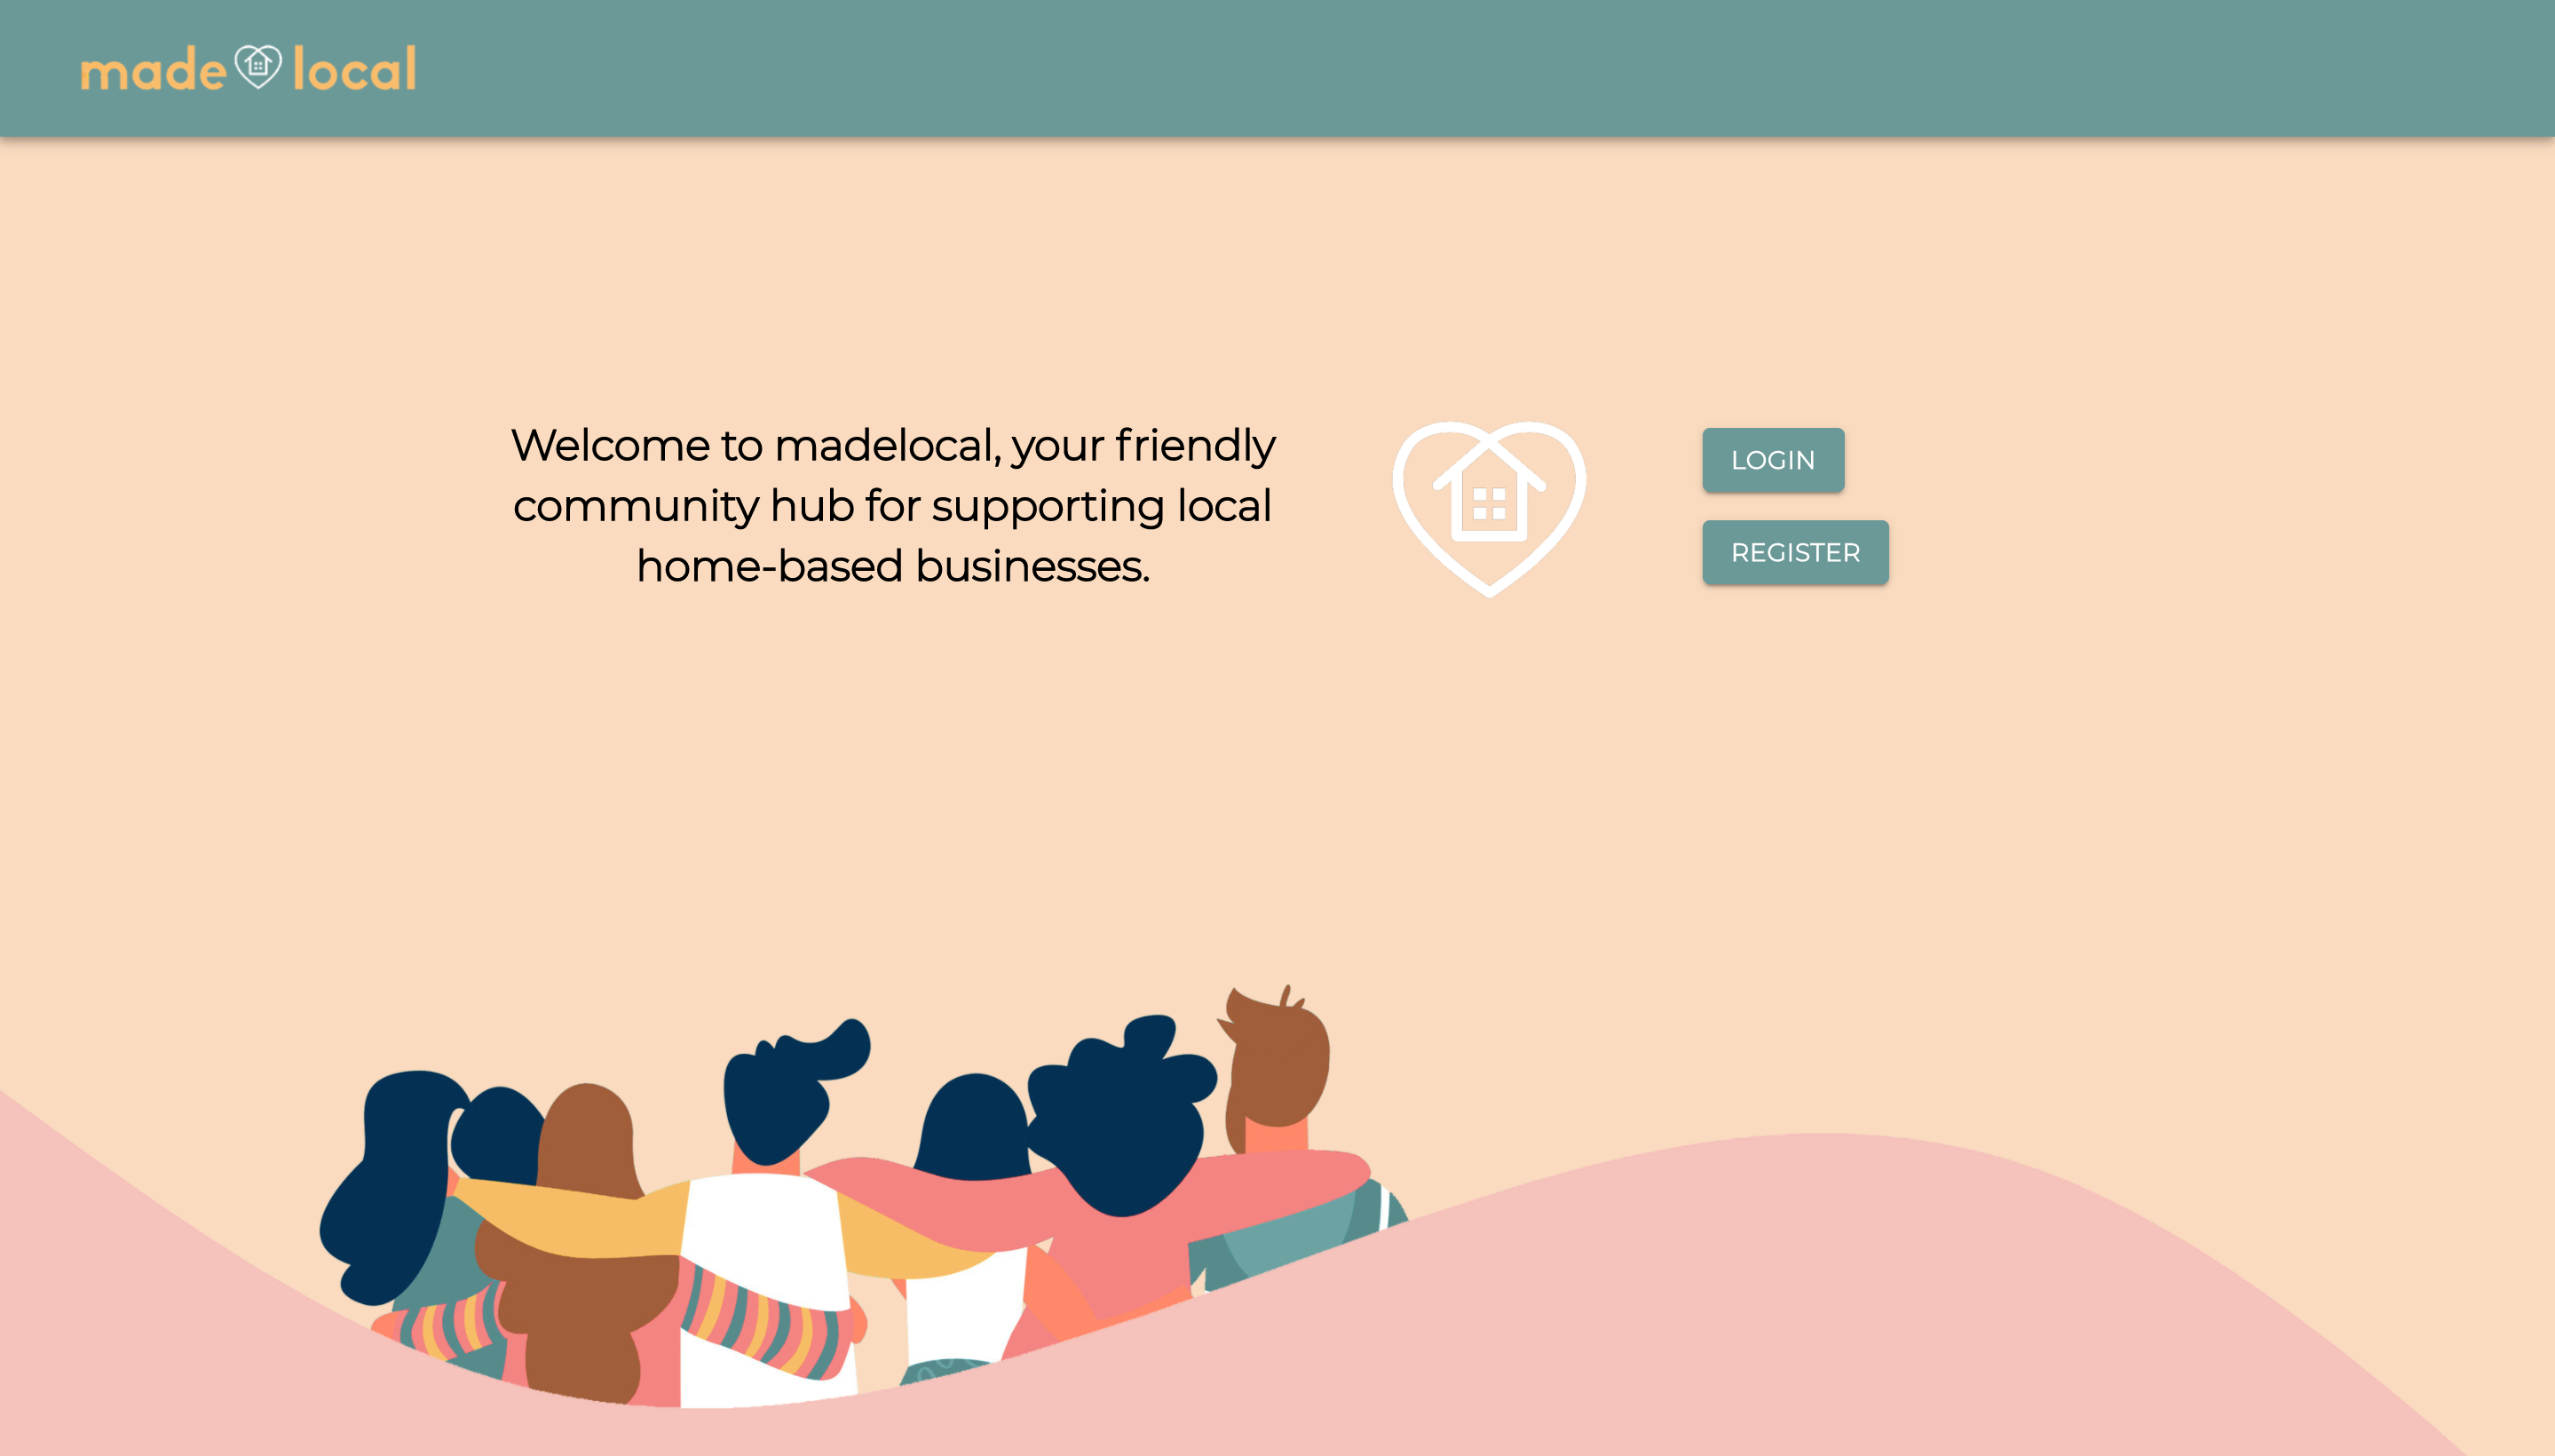 made local
Welcome to madelocal, your friendly
community hub for supporting local
home-based businesses.
LOGIN
REGISTER